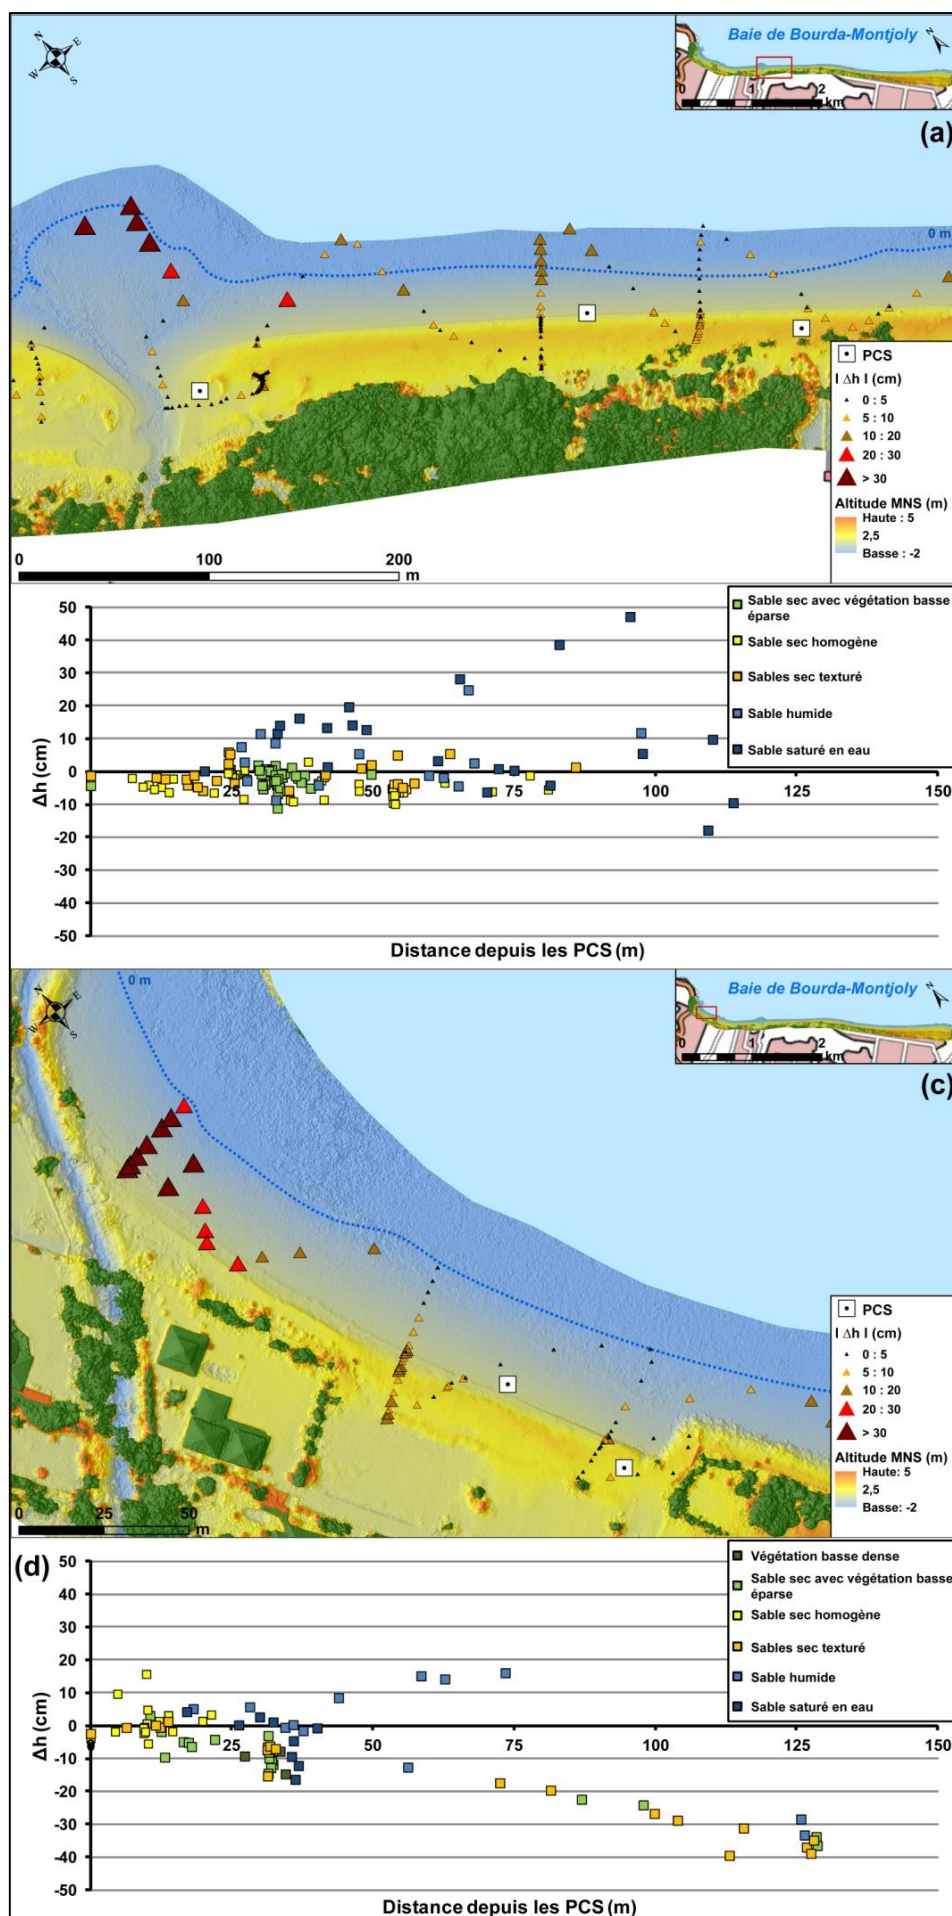 N
E
W
S
Baie de Bourda-Montjoly
0
1
2
km
(a)
0 m
PCS
I Δh I (cm)
0 : 5
5 : 10
10 : 20
20 : 30
> 30
Altitude MNS (m)
Haute : 5
2,5
Basse : -2
0
100
200
m
50
40
30
20
10
0
-10
-20
-30
-40
-50
Δh (cm)
25
50
75
100
125
150
Distance depuis les PCS (m)
Sable sec avec végétation basse
éparse
Sable sec homogène
Sables sec texturé
Sable humide
Sable saturé en eau
0 m
N
E
W
S
Baie de Bourda-Montjoly
0
1
2
km
(c)
PCS
I Δh I (cm)
0 : 5
5 : 10
10 : 20
20 : 30
> 30
Altitude MNS (m)
Haute: 5
2,5
Basse: -2
0
25
50
m
(d)
50
40
30
20
10
0
-10
-20
-30
-40
-50
Δh (cm)
25
50
75
100
125
150
Distance depuis les PCS (m)
Végétation basse dense
Sable sec avec végétation basse
éparse
Sable sec homogène
Sables sec texturé
Sable humide
Sable saturé en eau